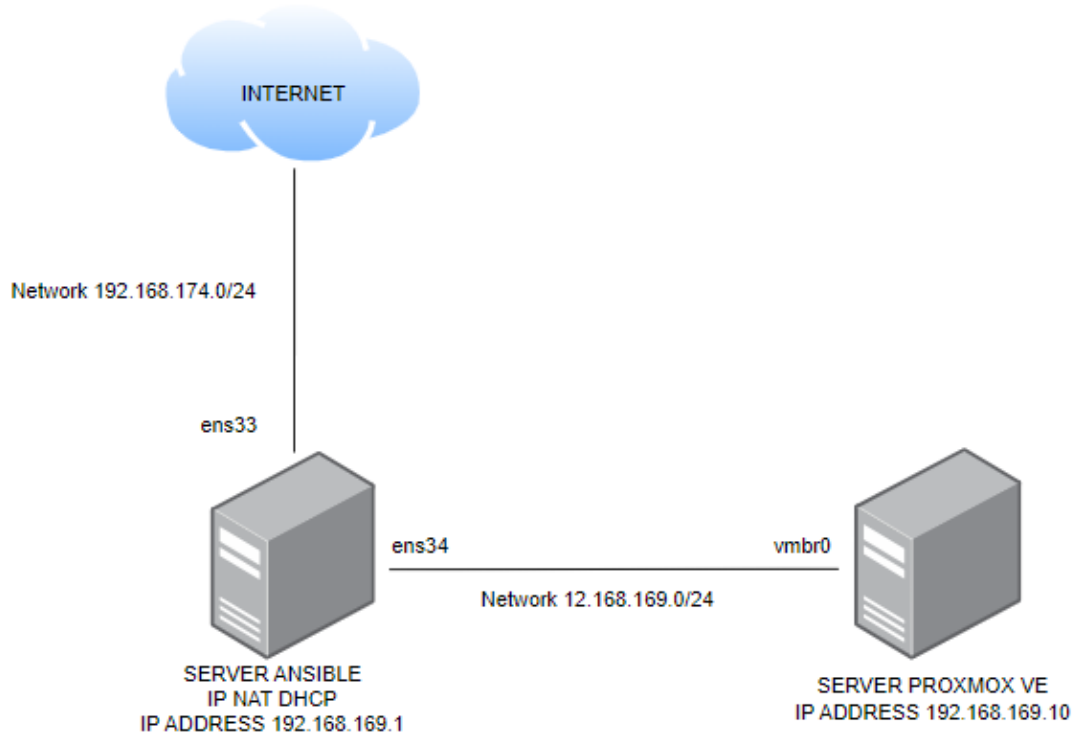 INTERNET
Network 192.168.174.0/24
ens33
ens34
vmbr0
Network 12.168.169.0/24
SERVER ANSIBLE
IP NAT DHCP
IP ADDRESS 192.168.169.1
SERVER PROXMOX VE
IP ADDRESS 192.168.169.10